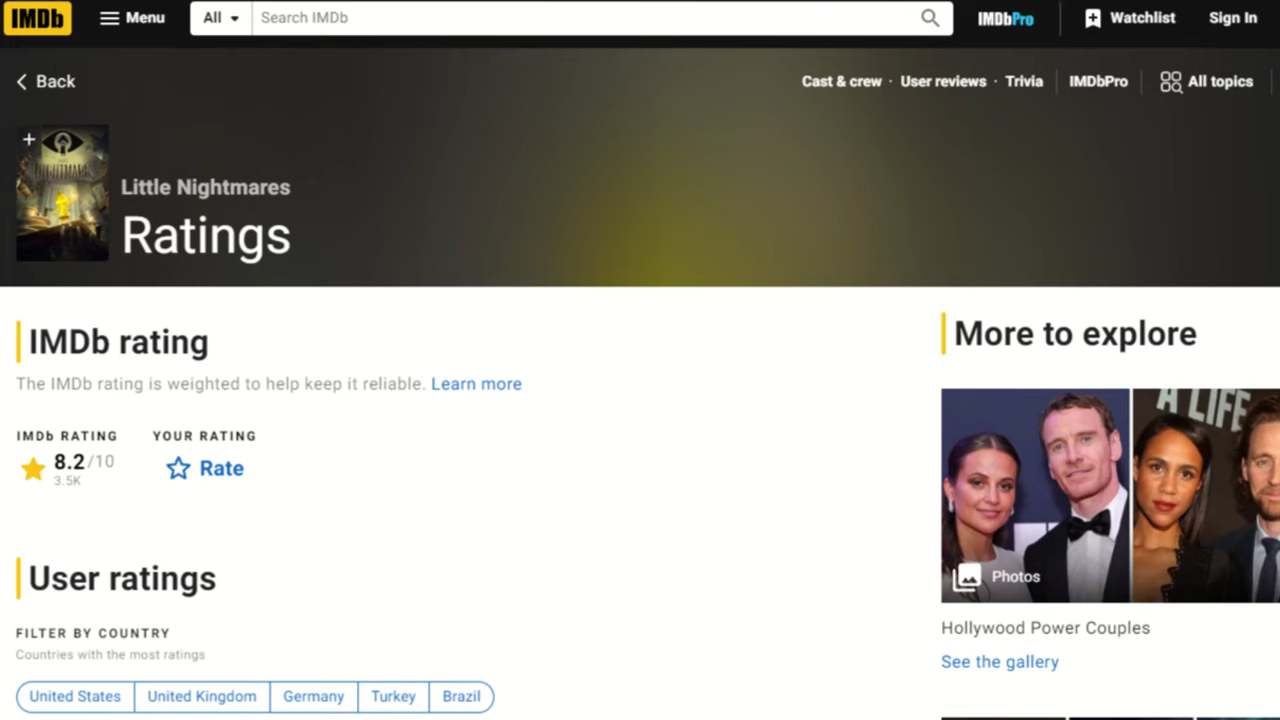 IMDb Menu All Search IMDb IMDbPro Watchlist Sign In
Back Cast & crew · User reviews · Trivia IMDbPro All topics
NIGHTMARES
Little Nightmares
Ratings
IMDb rating
The IMDb rating is weighted to help keep it reliable. Learn more
IMDb RATING YOUR RATING
8.2/10 Rate
3.5K
User ratings
FILTER BY COUNTRY
Countries with the most ratings
United States United Kingdom Germany Turkey Brazil
More to explore
A LIFE
Photos
Hollywood Power Couples
See the gallery